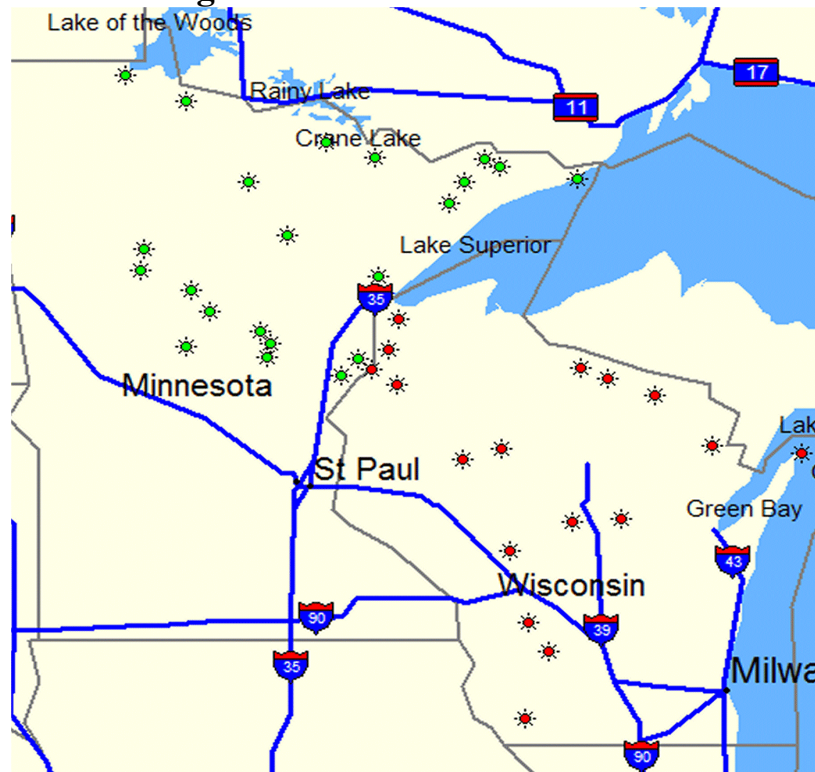 Lake of the Woods
17
Rainy Lake
11
Crane Lake
Lake Superior
35
Minnesota
St Paul
Green Bay
43
Wisconsin
90
39
35
90